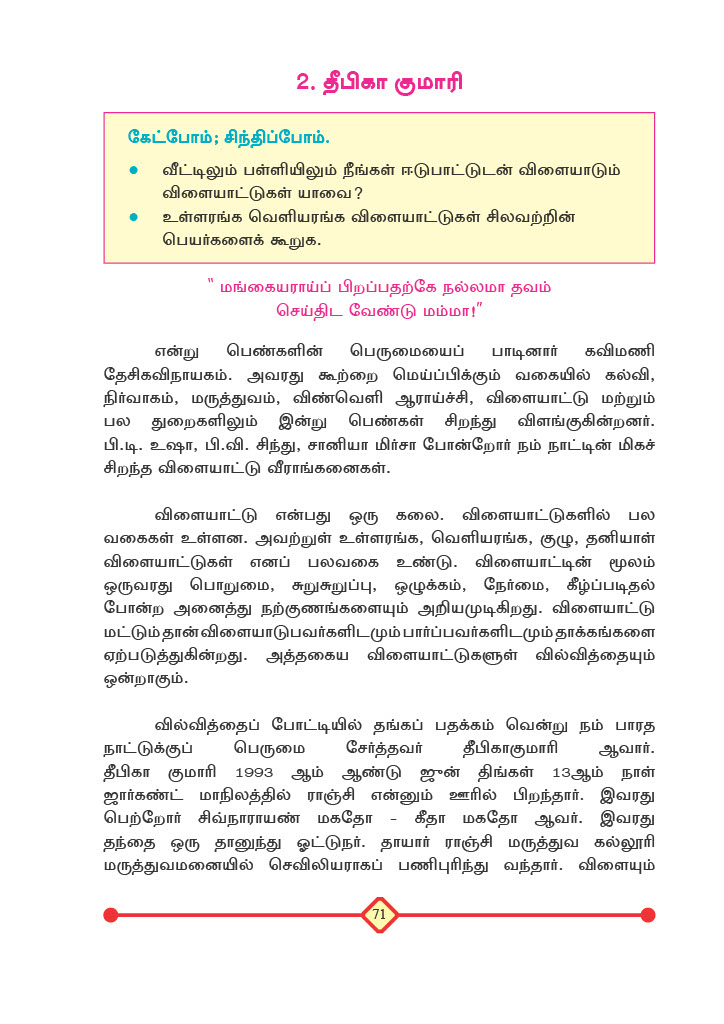 2. தீபிகா குமாரி
கேட்போம்; சிந்திப்போம்.
● வீட்டிலும் பள்ளியிலும் நீங்கள் ஈடுபாட்டுடன் விளையாடும்
விளையாட்டுகள் யாவை?
● உள்ளரங்க வெளியரங்க விளையாட்டுகள் சிலவற்றின்
பெயர்களைக் கூறுக.
“ மங்கையராய்ப் பிறப்பதற்கே நல்லமா தவம்
செய்திட வேண்டு மம்மா!”
என்று பெண்களின் பெருமையைப் பாடினார் கவிமணி
தேசிகவிநாயகம். அவரது கூற்றை மெய்ப்பிக்கும் வகையில் கல்வி,
நிர்வாகம், மருத்துவம், விண்வெளி ஆராய்ச்சி, விளையாட்டு மற்றும்
பல துறைகளிலும் இன்று பெண்கள் சிறந்து விளங்குகின்றனர்.
பி.டி. உஷா, பி.வி. சிந்து, சானியா மிர்சா போன்றோர் நம் நாட்டின் மிகச்
சிறந்த விளையாட்டு வீராங்கனைகள்.
விளையாட்டு என்பது ஒரு கலை. விளையாட்டுகளில் பல
வகைகள் உள்ளன. அவற்றுள் உள்ளரங்க, வெளியரங்க, குழு, தனியாள்
விளையாட்டுகள் எனப் பலவகை உண்டு. விளையாட்டின் மூலம்
ஒருவரது பொறுமை, சுறுசுறுப்பு, ஒழுக்கம், நேர்மை, கீழ்ப்படிதல்
போன்ற அனைத்து நற்குணங்களையும் அறியமுடிகிறது. விளையாட்டு
மட்டும்தான் விளையாடுபவர்களிடமும் பார்ப்பவர்களிடமும் தாக்கங்களை
ஏற்படுத்துகின்றது. அத்தகைய விளையாட்டுகளுள் வில்வித்தையும்
ஒன்றாகும்.
வில்வித்தைப் போட்டியில் தங்கப் பதக்கம் வென்று நம் பாரத
நாட்டுக்குப் பெருமை சேர்த்தவர் தீபிகாகுமாரி ஆவார்.
தீபிகா குமாரி 1993 ஆம் ஆண்டு ஜுன் திங்கள் 13ஆம் நாள்
ஜார்கண்ட் மாநிலத்தில் ராஞ்சி என்னும் ஊரில் பிறந்தார். இவரது
பெற்றோர் சிவ்நாராயண் மகதோ - கீதா மகதோ ஆவர். இவரது
தந்தை ஒரு தானுந்து ஓட்டுநர். தாயார் ராஞ்சி மருத்துவ கல்லூரி
மருத்துவமனையில் செவிலியராகப் பணிபுரிந்து வந்தார். விளையும்
71